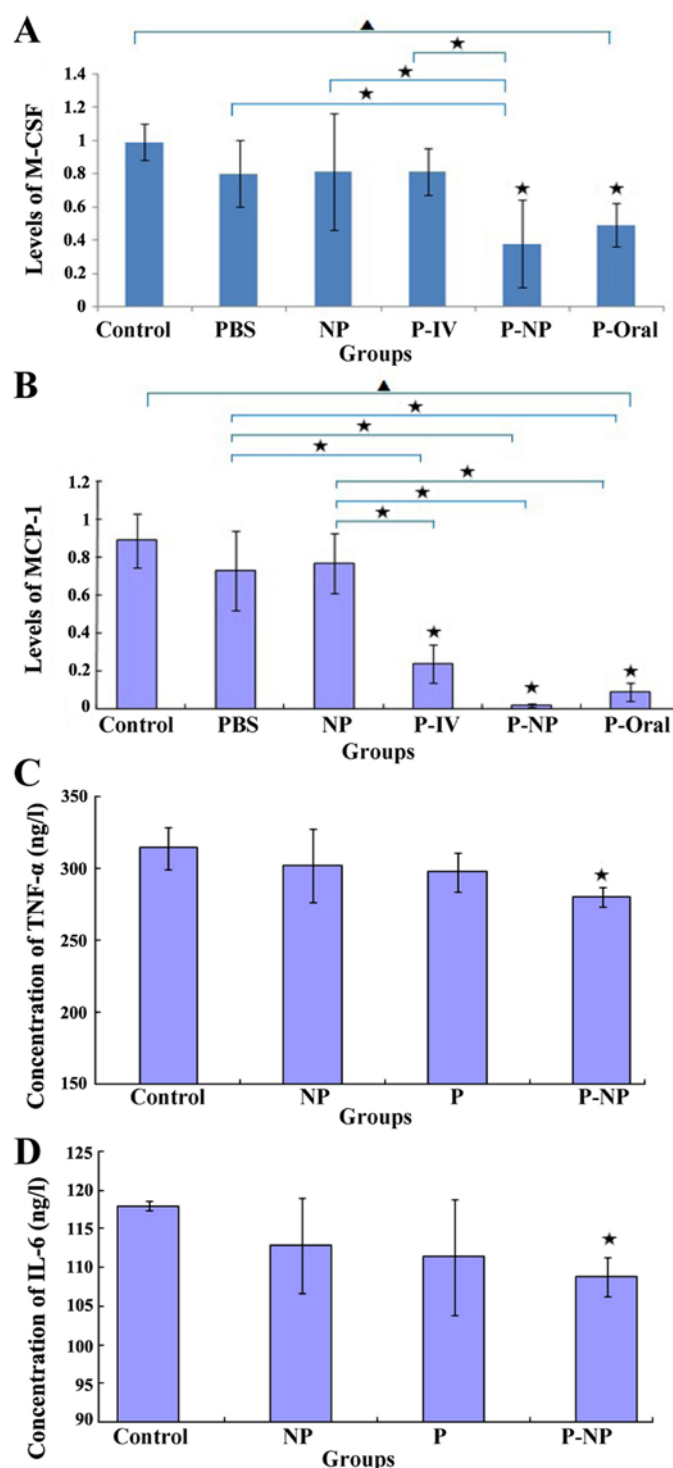 A
Levels of M-CSF
1.4
1.2
1
0.8
0.6
0.4
0.2
0
Control PBS NP P-IV P-NP P-Oral
Groups
B
Levels of MCP-1
1.2
1
0.8
0.6
0.4
0.2
0
Control PBS NP P-IV P-NP P-Oral
Groups
C
Concentration of TNF-α (ng/l)
350
300
250
200
150
Control NP P P-NP
Groups
D
Concentration of IL-6 (ng/l)
125
120
115
110
105
100
95
90
Control NP P P-NP
Groups